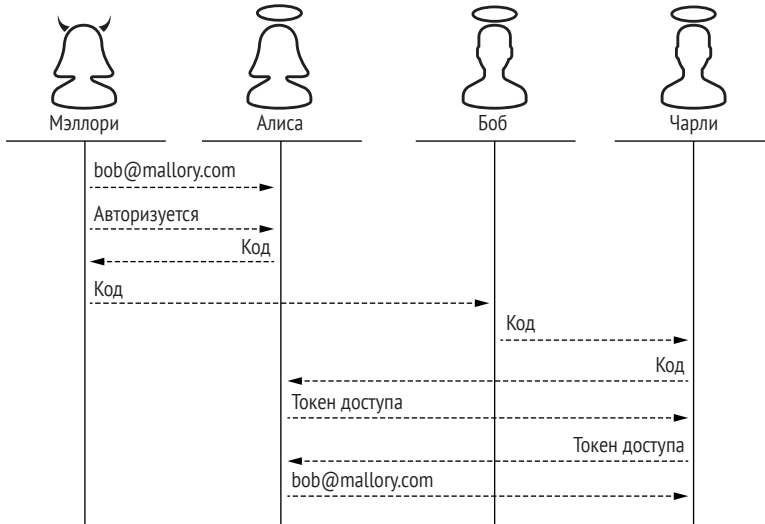 Мэллори
Алиса
Боб
Чарли
bob@mallory.com
Авторизуется
Код
Код
Код
Код
Токен доступа
Токен доступа
bob@mallory.com